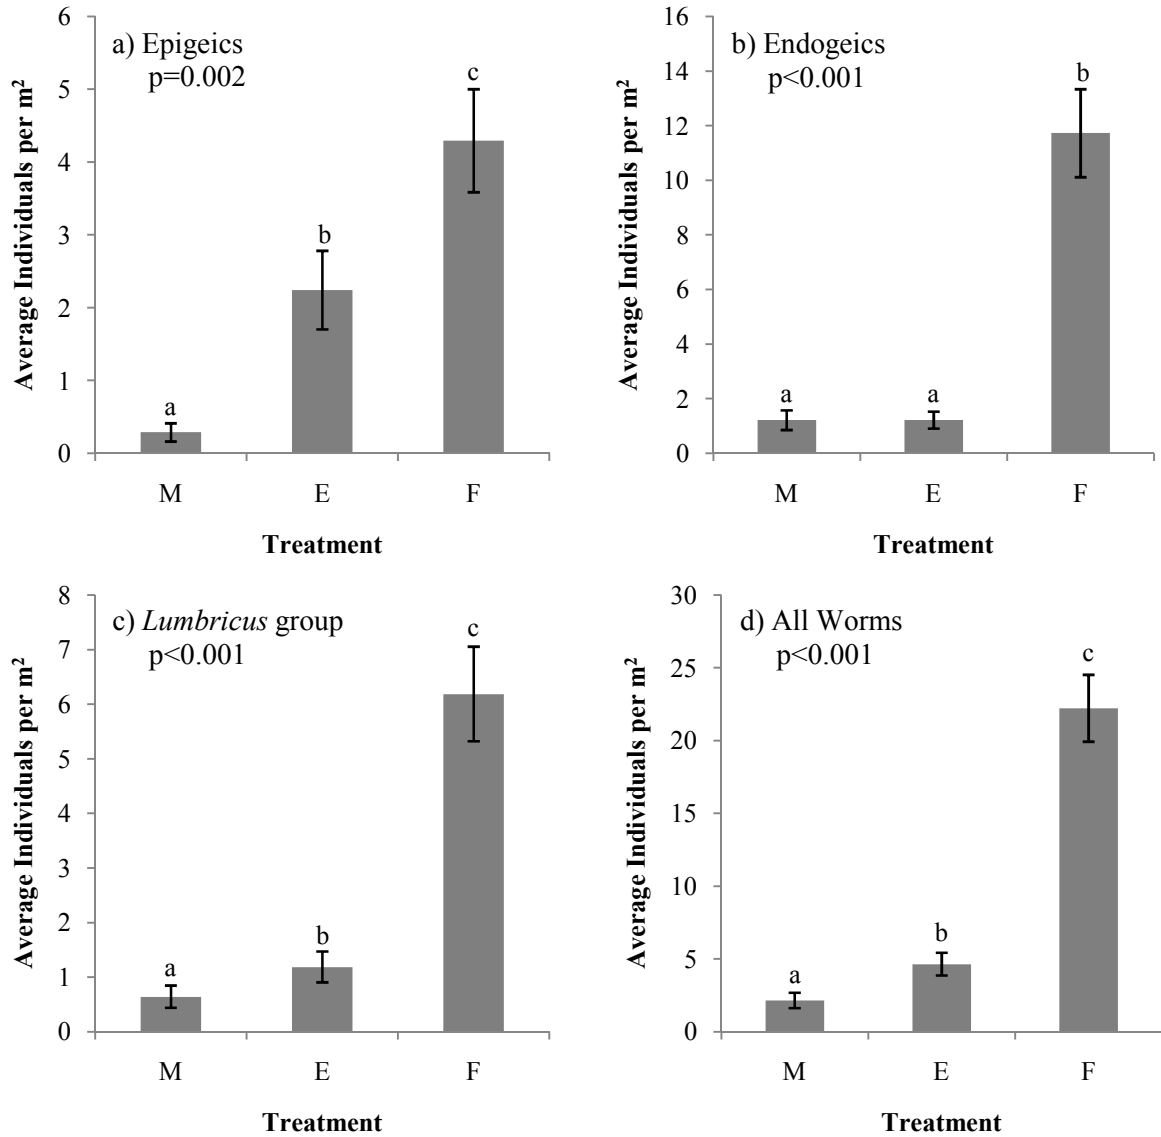 a) Epigeics
p=0.002
Average Individuals per m²
6
5
4
3
2
1
0
a
b
c
M E F
Treatment
b) Endogeics
p<0.001
Average Individuals per m²
16
14
12
10
8
6
4
2
0
a
a
b
M E F
Treatment
c) Lumbricus group
p<0.001
Average Individuals per m²
8
7
6
5
4
3
2
1
0
a
b
c
M E F
Treatment
d) All Worms
p<0.001
Average Individuals per m²
30
25
20
15
10
5
0
a
b
c
M E F
Treatment